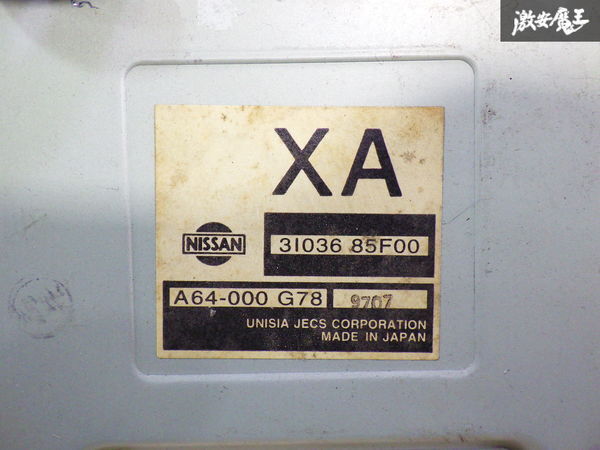 激安魔王
XA
NISSAN
31036 85F00
A64-000 G78 9707
UNISIA JECS CORPORATION
MADE IN JAPAN